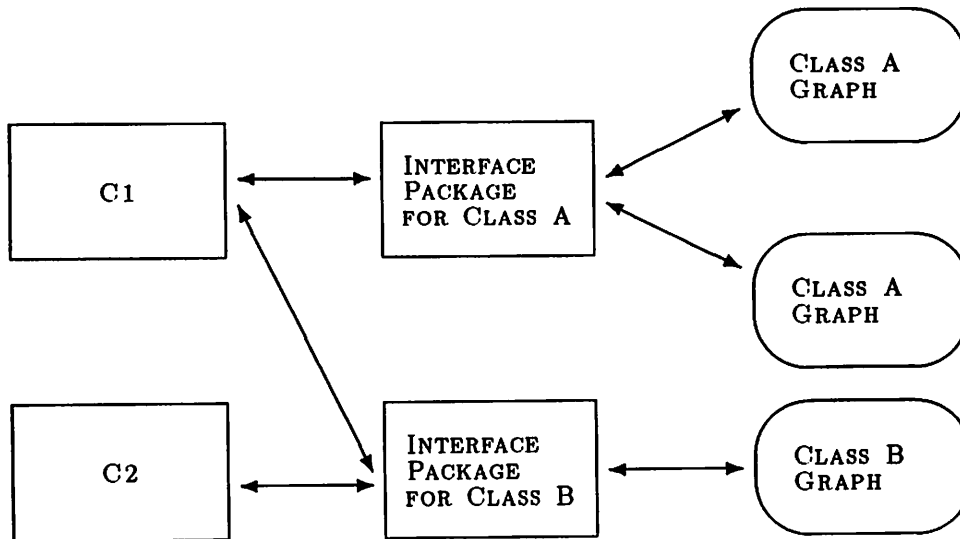 CLASS A
GRAPH
C1
INTERFACE
PACKAGE
FOR CLASS A
CLASS A
GRAPH
C2
INTERFACE
PACKAGE
FOR CLASS B
CLASS B
GRAPH